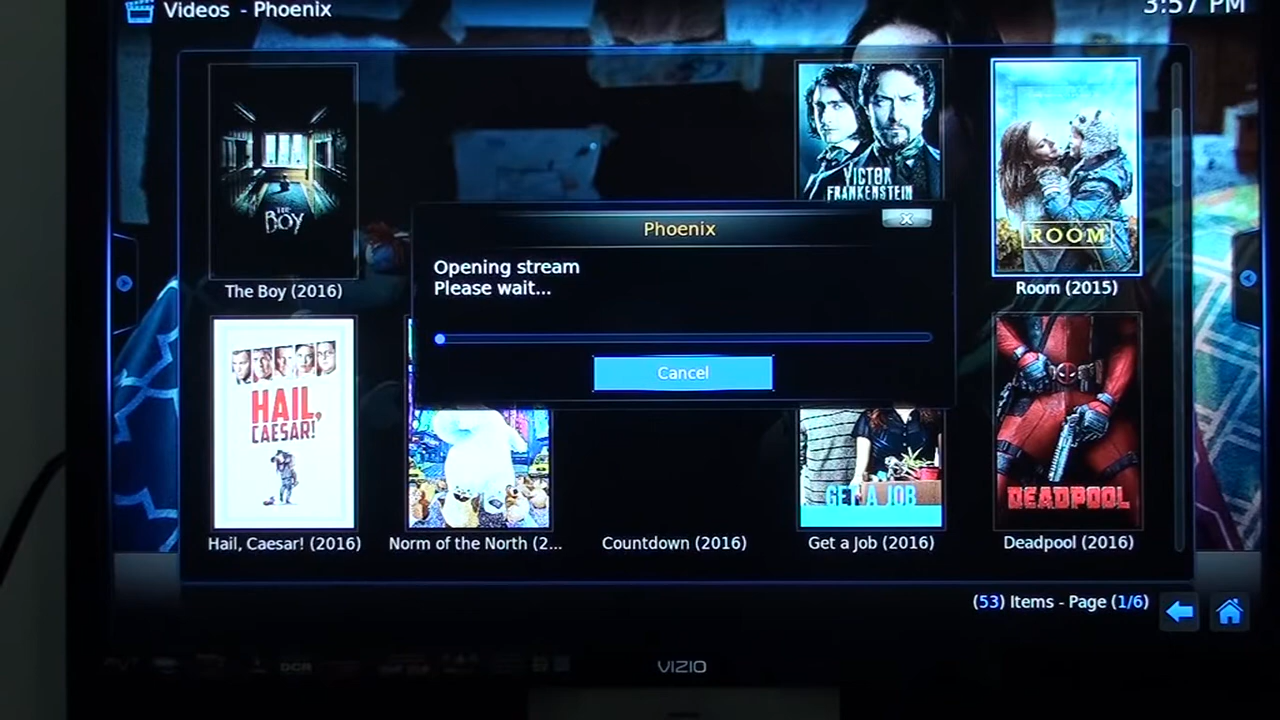 Videos - Phoenix
3:57 PM
THE
BOY
VICTOR
FRANKENSTEIN
ROOM
Phoenix
Opening stream
Please wait...
Cancel
The Boy (2016)
Room (2015)
HAIL,
CAESAR!
GET A JOB
DEADPOOL
Hail, Caesar! (2016)
Norm of the North (2...
Countdown (2016)
Get a Job (2016)
Deadpool (2016)
(53) Items - Page (1/6)
VIZIO